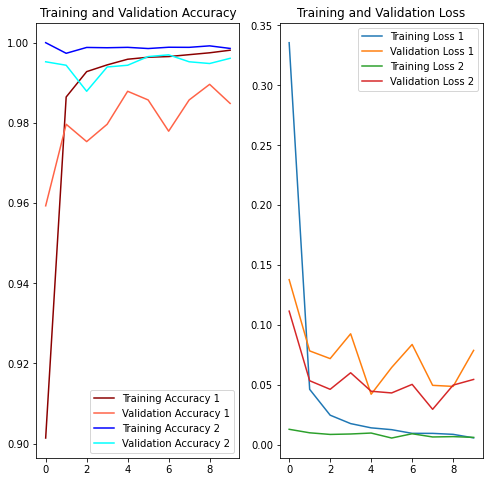 Training and Validation Accuracy
1.00
0.98
0.96
0.94
0.92
0.90
0
2
4
6
8
Training Accuracy 1
Validation Accuracy 1
Training Accuracy 2
Validation Accuracy 2
Training and Validation Loss
0.35
0.30
0.25
0.20
0.15
0.10
0.05
0.00
0
2
4
6
8
Training Loss 1
Validation Loss 1
Training Loss 2
Validation Loss 2